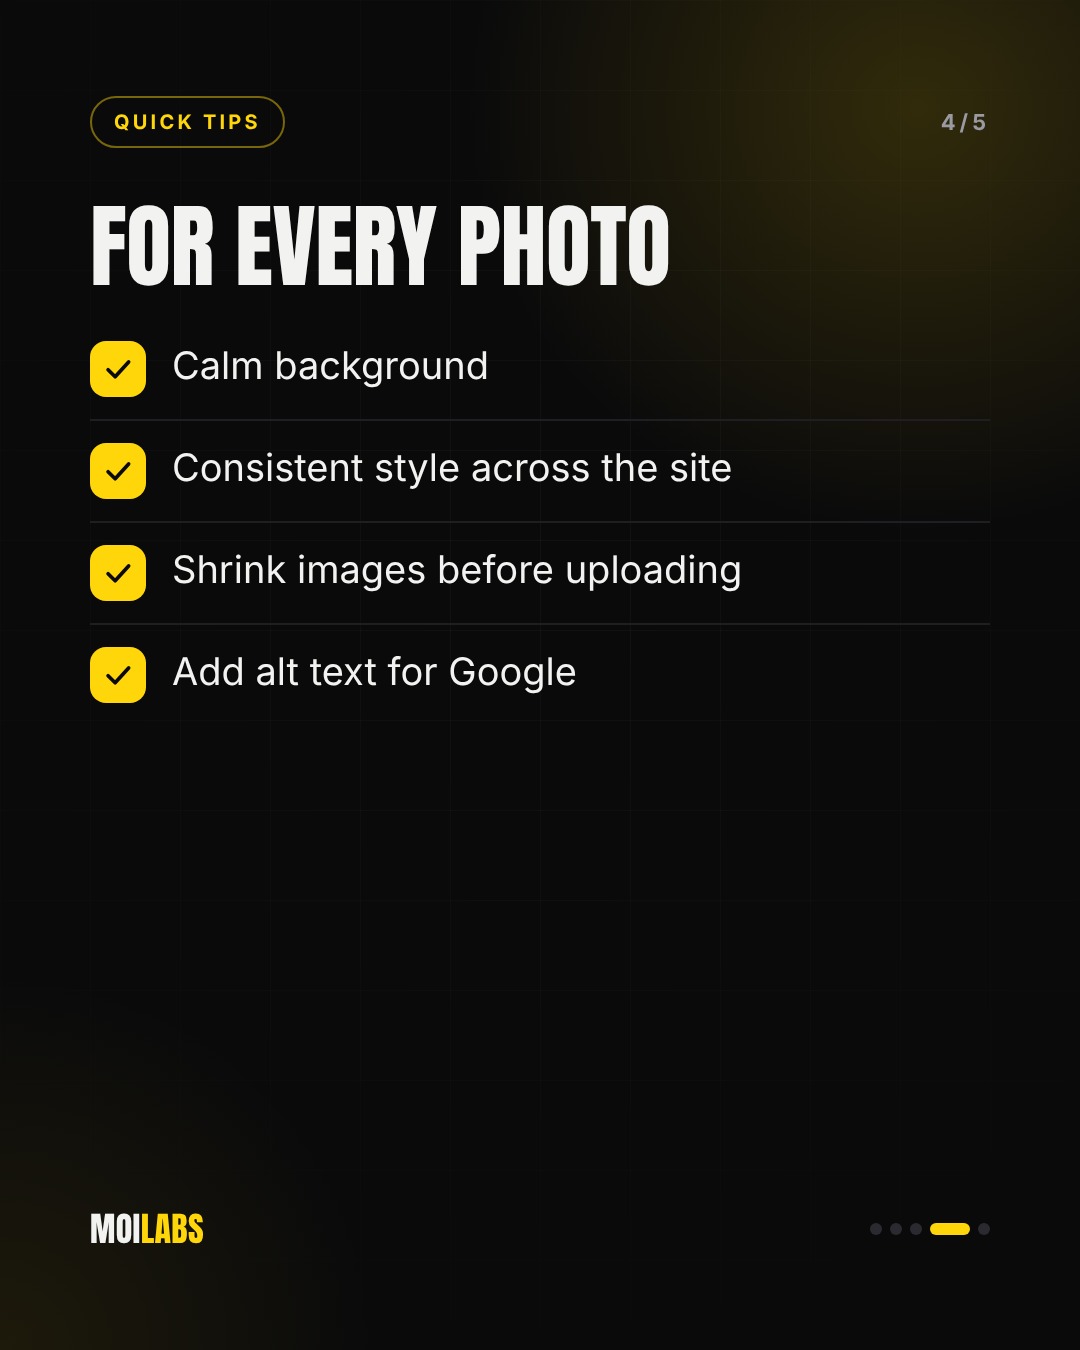 QUICK TIPS
4/5
FOR EVERY PHOTO
Calm background
Consistent style across the site
Shrink images before uploading
Add alt text for Google
MOILABS